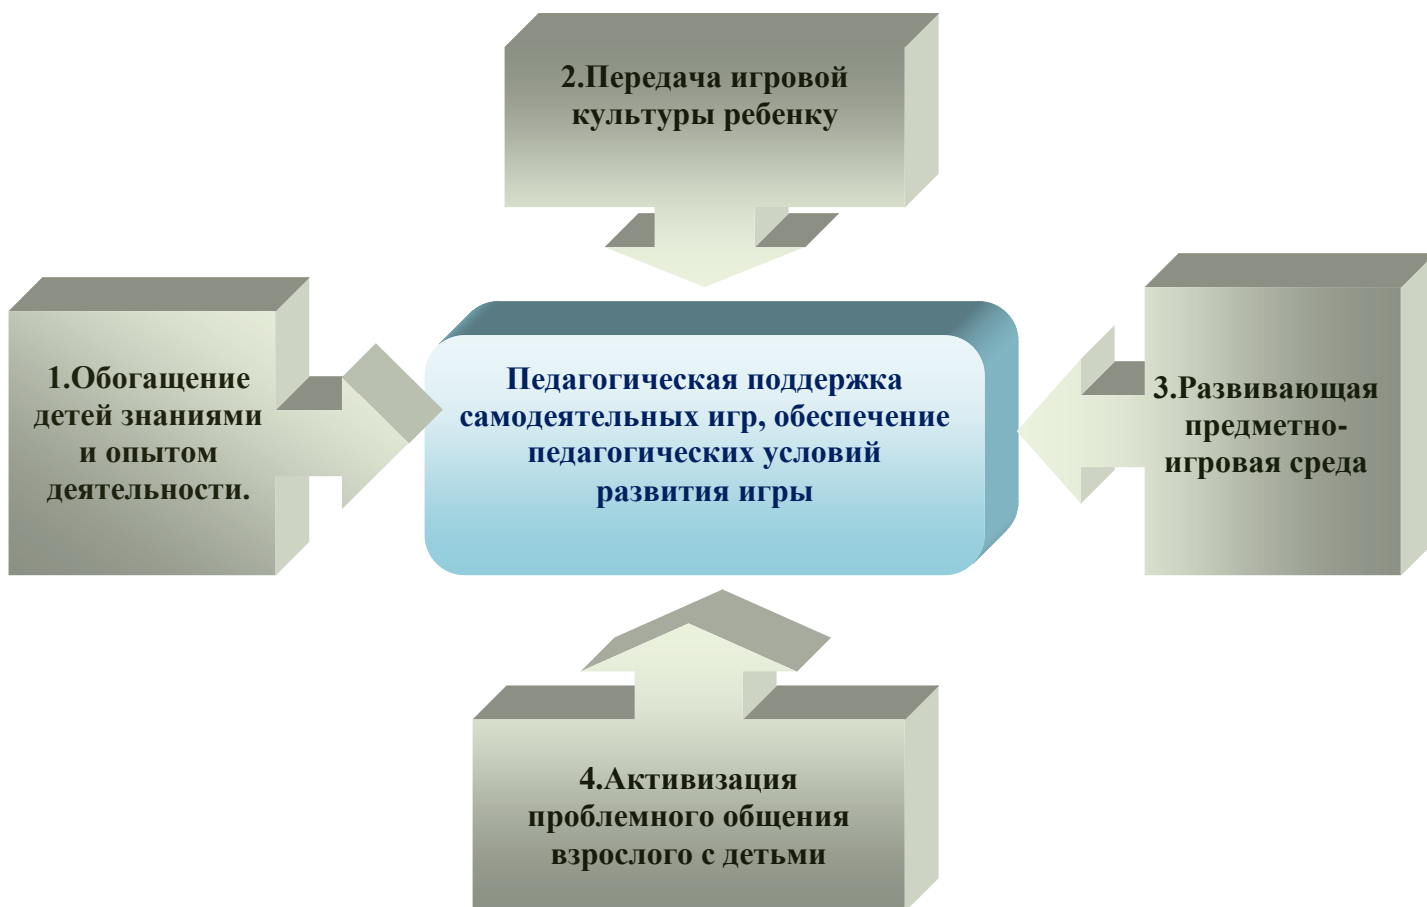 2.Передача игровой
культуры ребенку
1.Обогащение
детей знаниями
и опытом
деятельности.
Педагогическая поддержка
самодеятельных игр, обеспечение
педагогических условий
развития игры
3.Развивающая
предметно-
игровая среда
4.Активизация
проблемного общения
взрослого с детьми